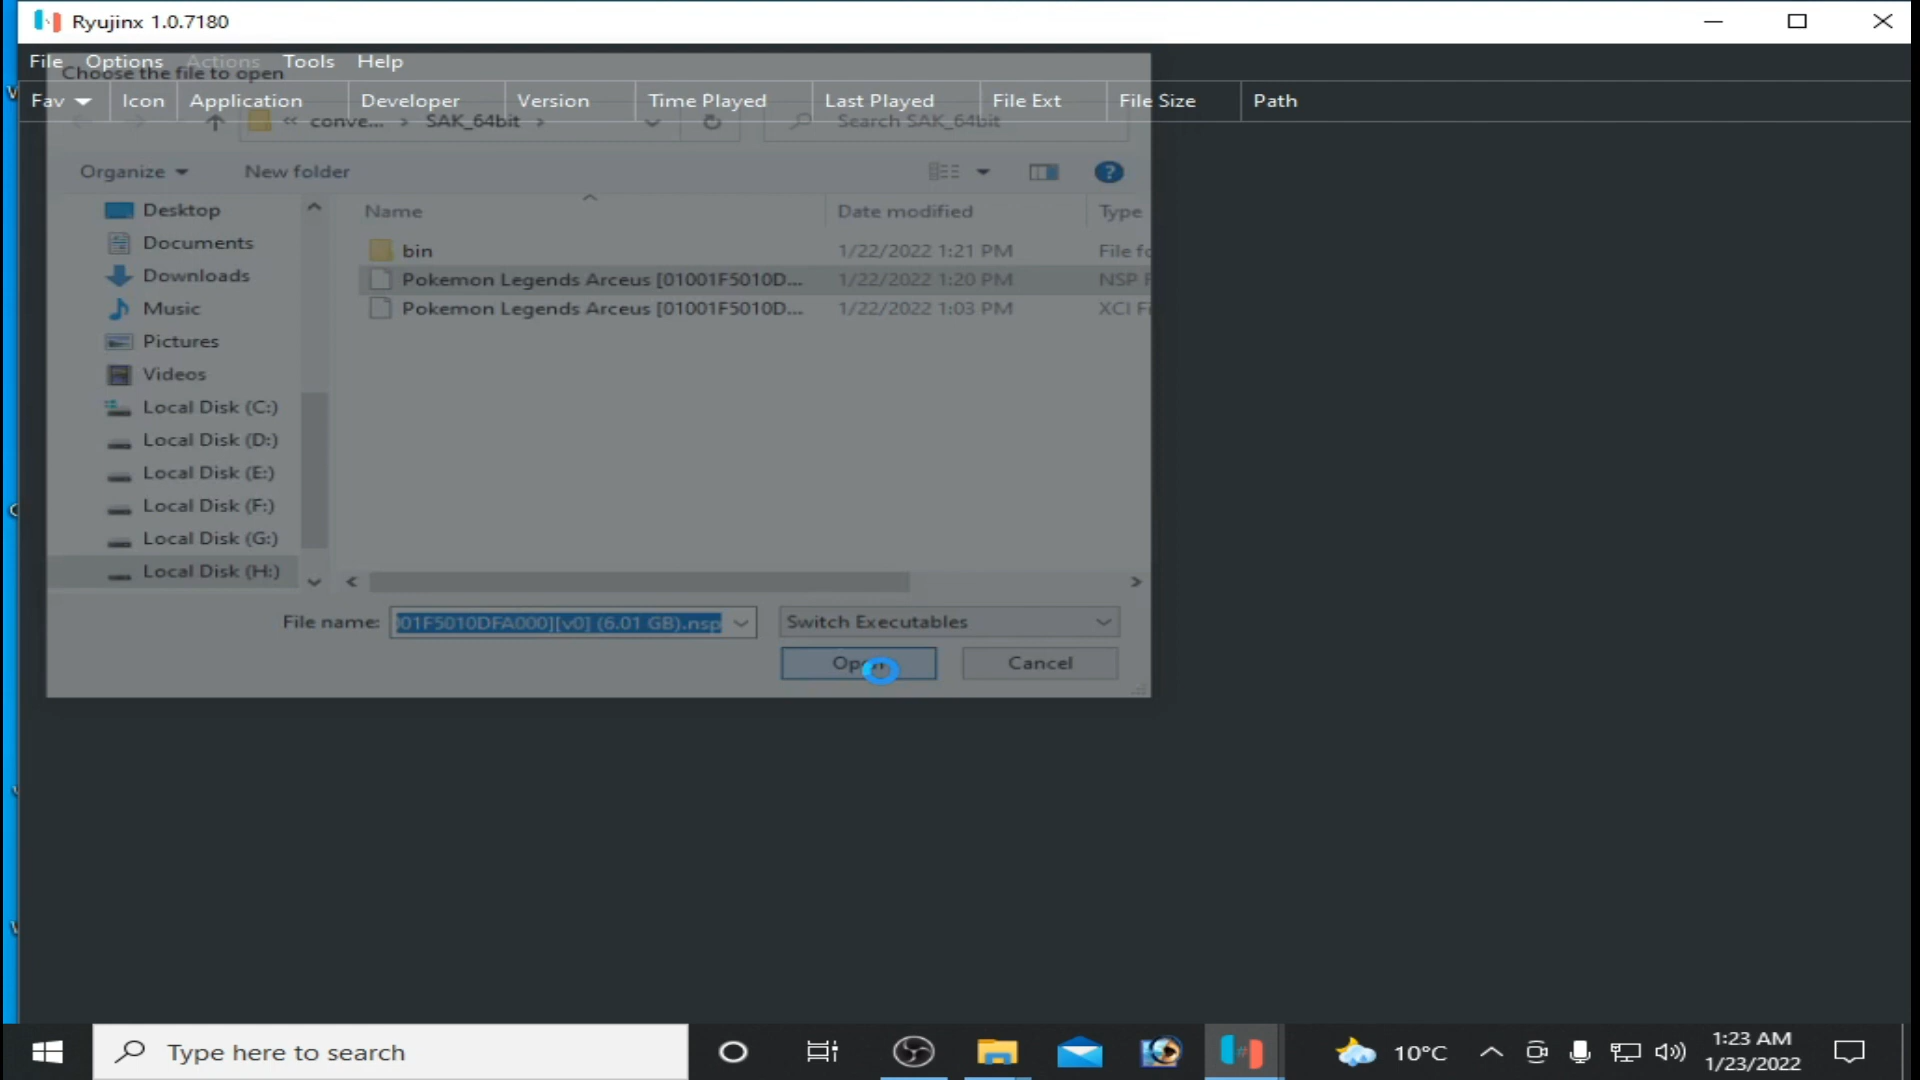 Ryujinx 1.0.7180
File Options Actions Tools Help
Choose the file to open
Fav Icon Application Developer Version Time Played Last Played File Ext File Size Path
« conve... › SAK_64bit › Search SAK_64bit
Organize New folder
Desktop
Documents
Downloads
Music
Pictures
Videos
Local Disk (C:)
Local Disk (D:)
Local Disk (E:)
Local Disk (F:)
Local Disk (G:)
Local Disk (H:)
Name Date modified Type
bin 1/22/2022 1:21 PM File fo
Pokemon Legends Arceus [01001F5010D... 1/22/2022 1:20 PM NSP F
Pokemon Legends Arceus [01001F5010D... 1/22/2022 1:03 PM XCI Fi
File name: 01F5010DFA000][v0] (6.01 GB).nsp Switch Executables
Open Cancel
Type here to search
10°C
1:23 AM
1/23/2022